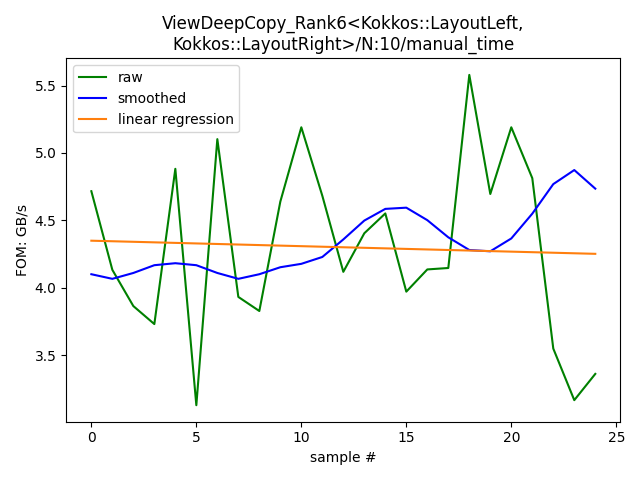 ViewDeepCopy_Rank6<Kokkos::LayoutLeft,
Kokkos::LayoutRight>/N:10/manual_time
raw
smoothed
linear regression
FOM: GB/s
5.5
5.0
4.5
4.0
3.5
0
5
10
15
20
25
sample #